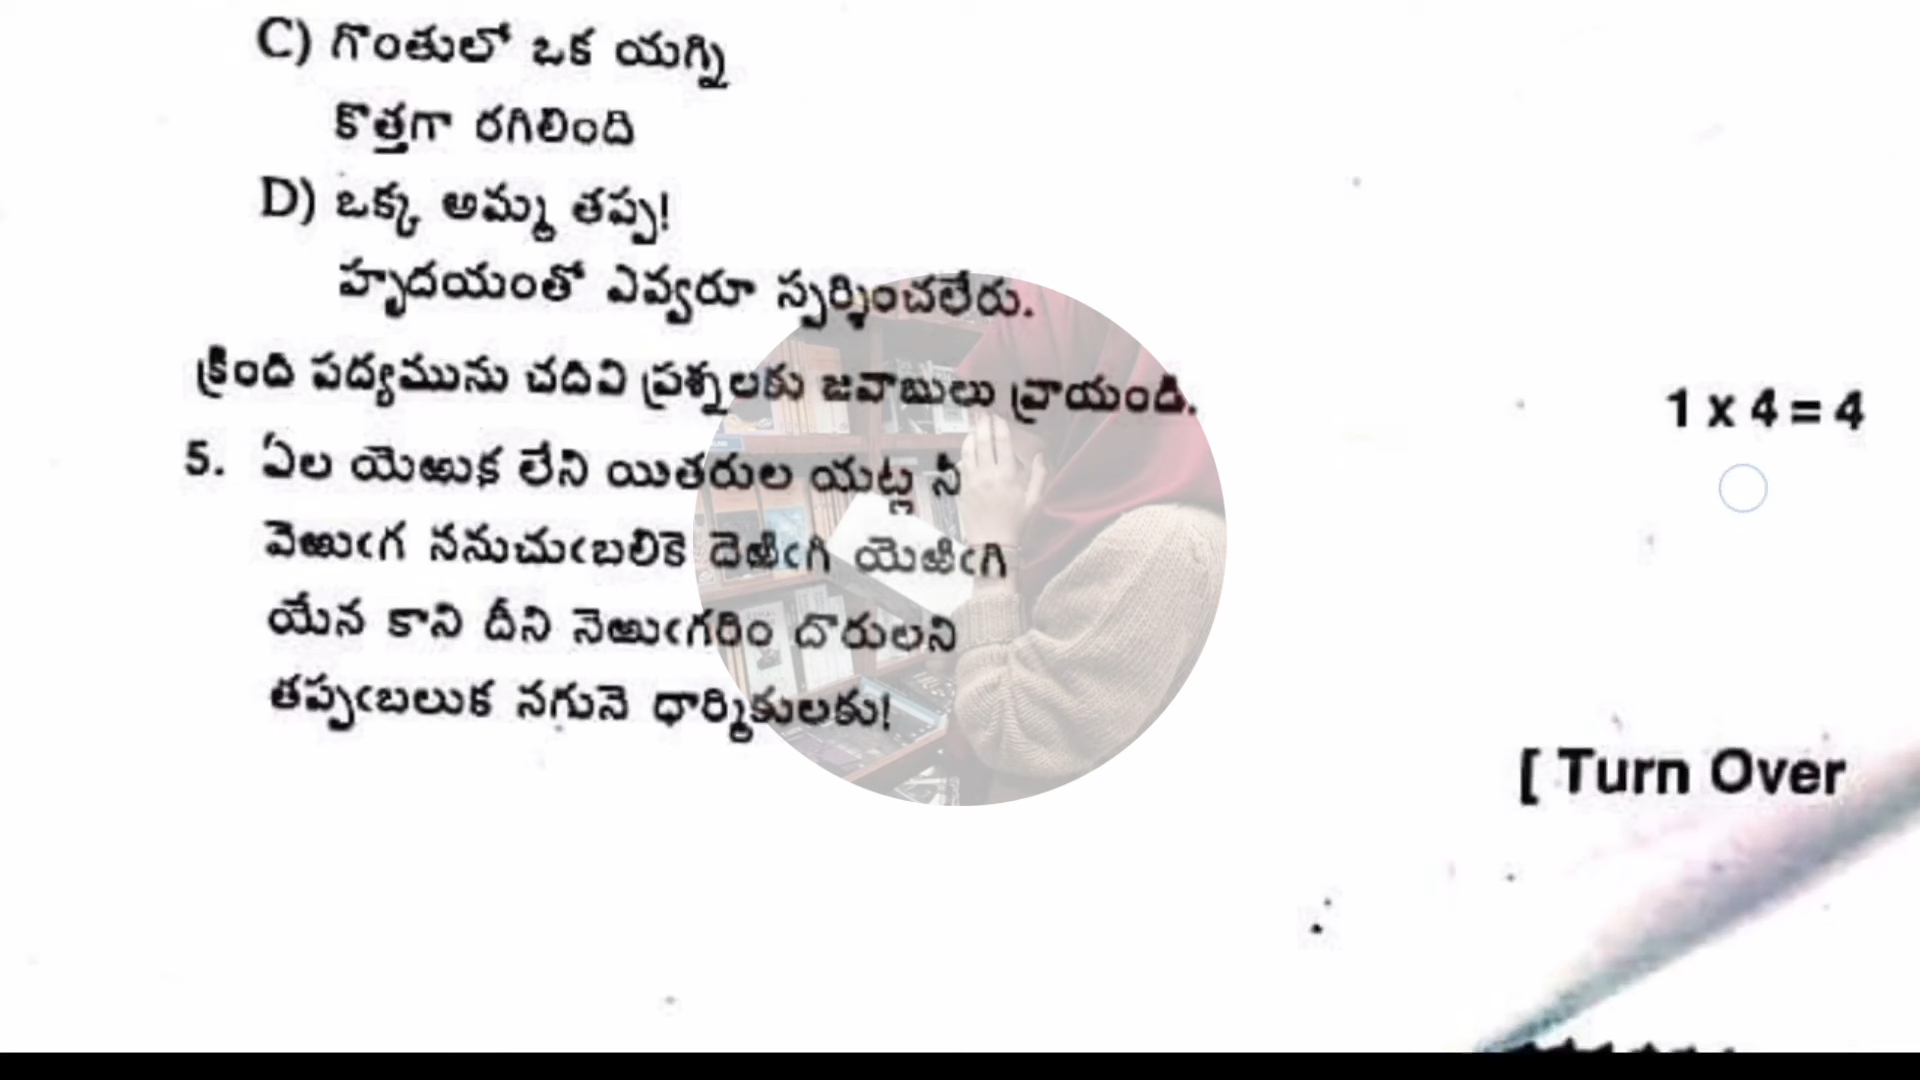 C) గొంతులో ఒక యగ్ని
కొత్తగా రగిలింది
D) ఒక్క అమ్మ తప్ప!
హృదయంతో ఎవ్వరూ స్పర్శించలేరు.
క్రింది పద్యమును చదివి ప్రశ్నలకు జవాబులు వ్రాయండి.
1 x 4 = 4
5. ఏల యెఱుక లేని యితరుల యట్ల నీ
వెఱుఁగ ననుచుఁబలికె దెఱిఁగి యెఱిఁగి
యేన కాని దీని నెఱుఁగరిం దొరులని
తప్పఁబలుక నగునె ధార్మికులకు!
[ Turn Over